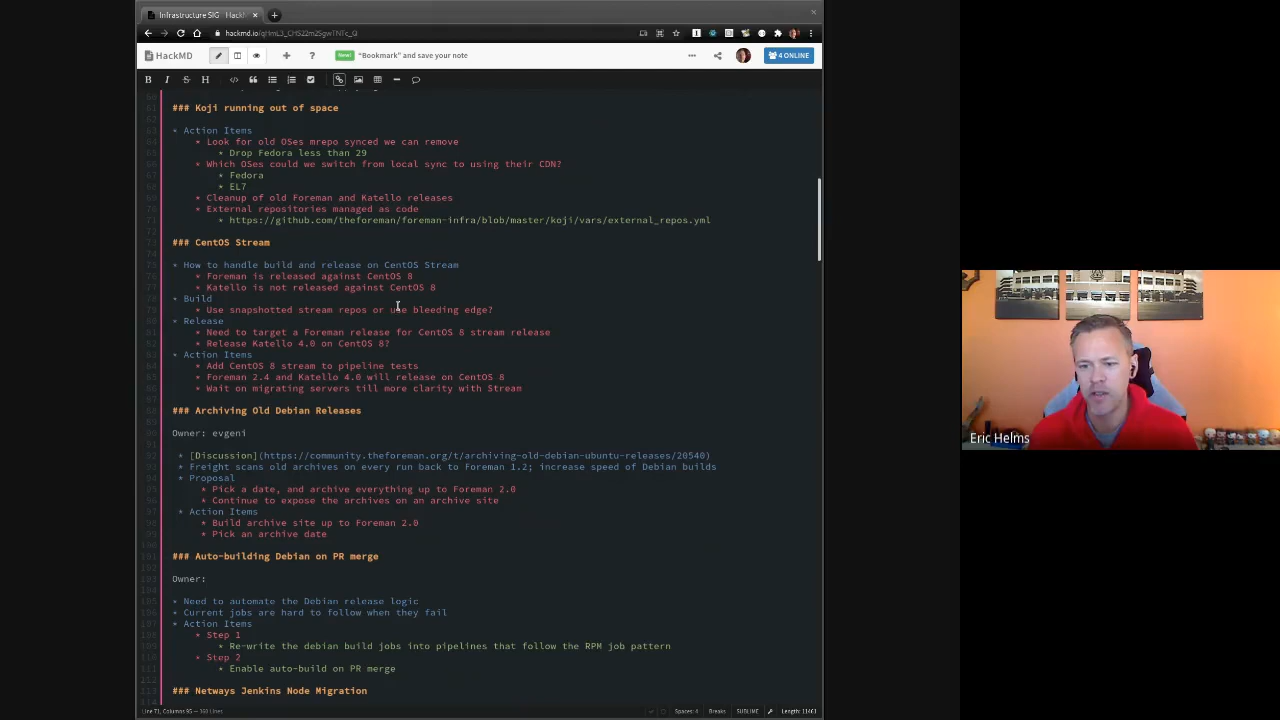 Infrastructure SIG - HackM
HackMD
New!
"Bookmark" and save your note
4 ONLINE
### Koji running out of space
* Action Items
* Look for old OSes mrepo synced we can remove
* Drop Fedora less than 29
* Which OSes could we switch from local sync to using their CDN?
* Fedora
* EL7
* Cleanup of old Foreman and Katello releases
* External repositories managed as code
* https://github.com/theforeman/foreman-infra/blob/master/koji/vars/external_repos.yml
### CentOS Stream
* How to handle build and release on CentOS Stream
* Foreman is released against CentOS 8
* Katello is not released against CentOS 8
* Build
* Use snapshotted stream repos or use bleeding edge?
* Release
* Need to target a Foreman release for CentOS 8 stream release
* Release Katello 4.0 on CentOS 8?
* Action Items
* Add CentOS 8 stream to pipeline tests
* Foreman 2.4 and Katello 4.0 will release on CentOS 8
* Wait on migrating servers till more clarity with Stream
### Archiving Old Debian Releases
Owner: evgeni
* [Discussion](https://community.theforeman.org/t/archiving-old-debian-ubuntu-releases/20540)
* Freight scans old archives on every run back to Foreman 1.2; increase speed of Debian builds
* Proposal
* Pick a date, and archive everything up to Foreman 2.0
* Continue to expose the archives on an archive site
* Action Items
* Build archive site up to Foreman 2.0
* Pick an archive date
### Auto-building Debian on PR merge
Owner:
* Need to automate the Debian release logic
* Current jobs are hard to follow when they fail
* Action Items
* Step 1
* Re-write the debian build jobs into pipelines that follow the RPM job pattern
* Step 2
* Enable auto-build on PR merge
### Netways Jenkins Node Migration
Line 71, Columns 95 — 360 Lines
Spaces: 4
Breaks
SUBLIME
Length: 11461
Eric Helms